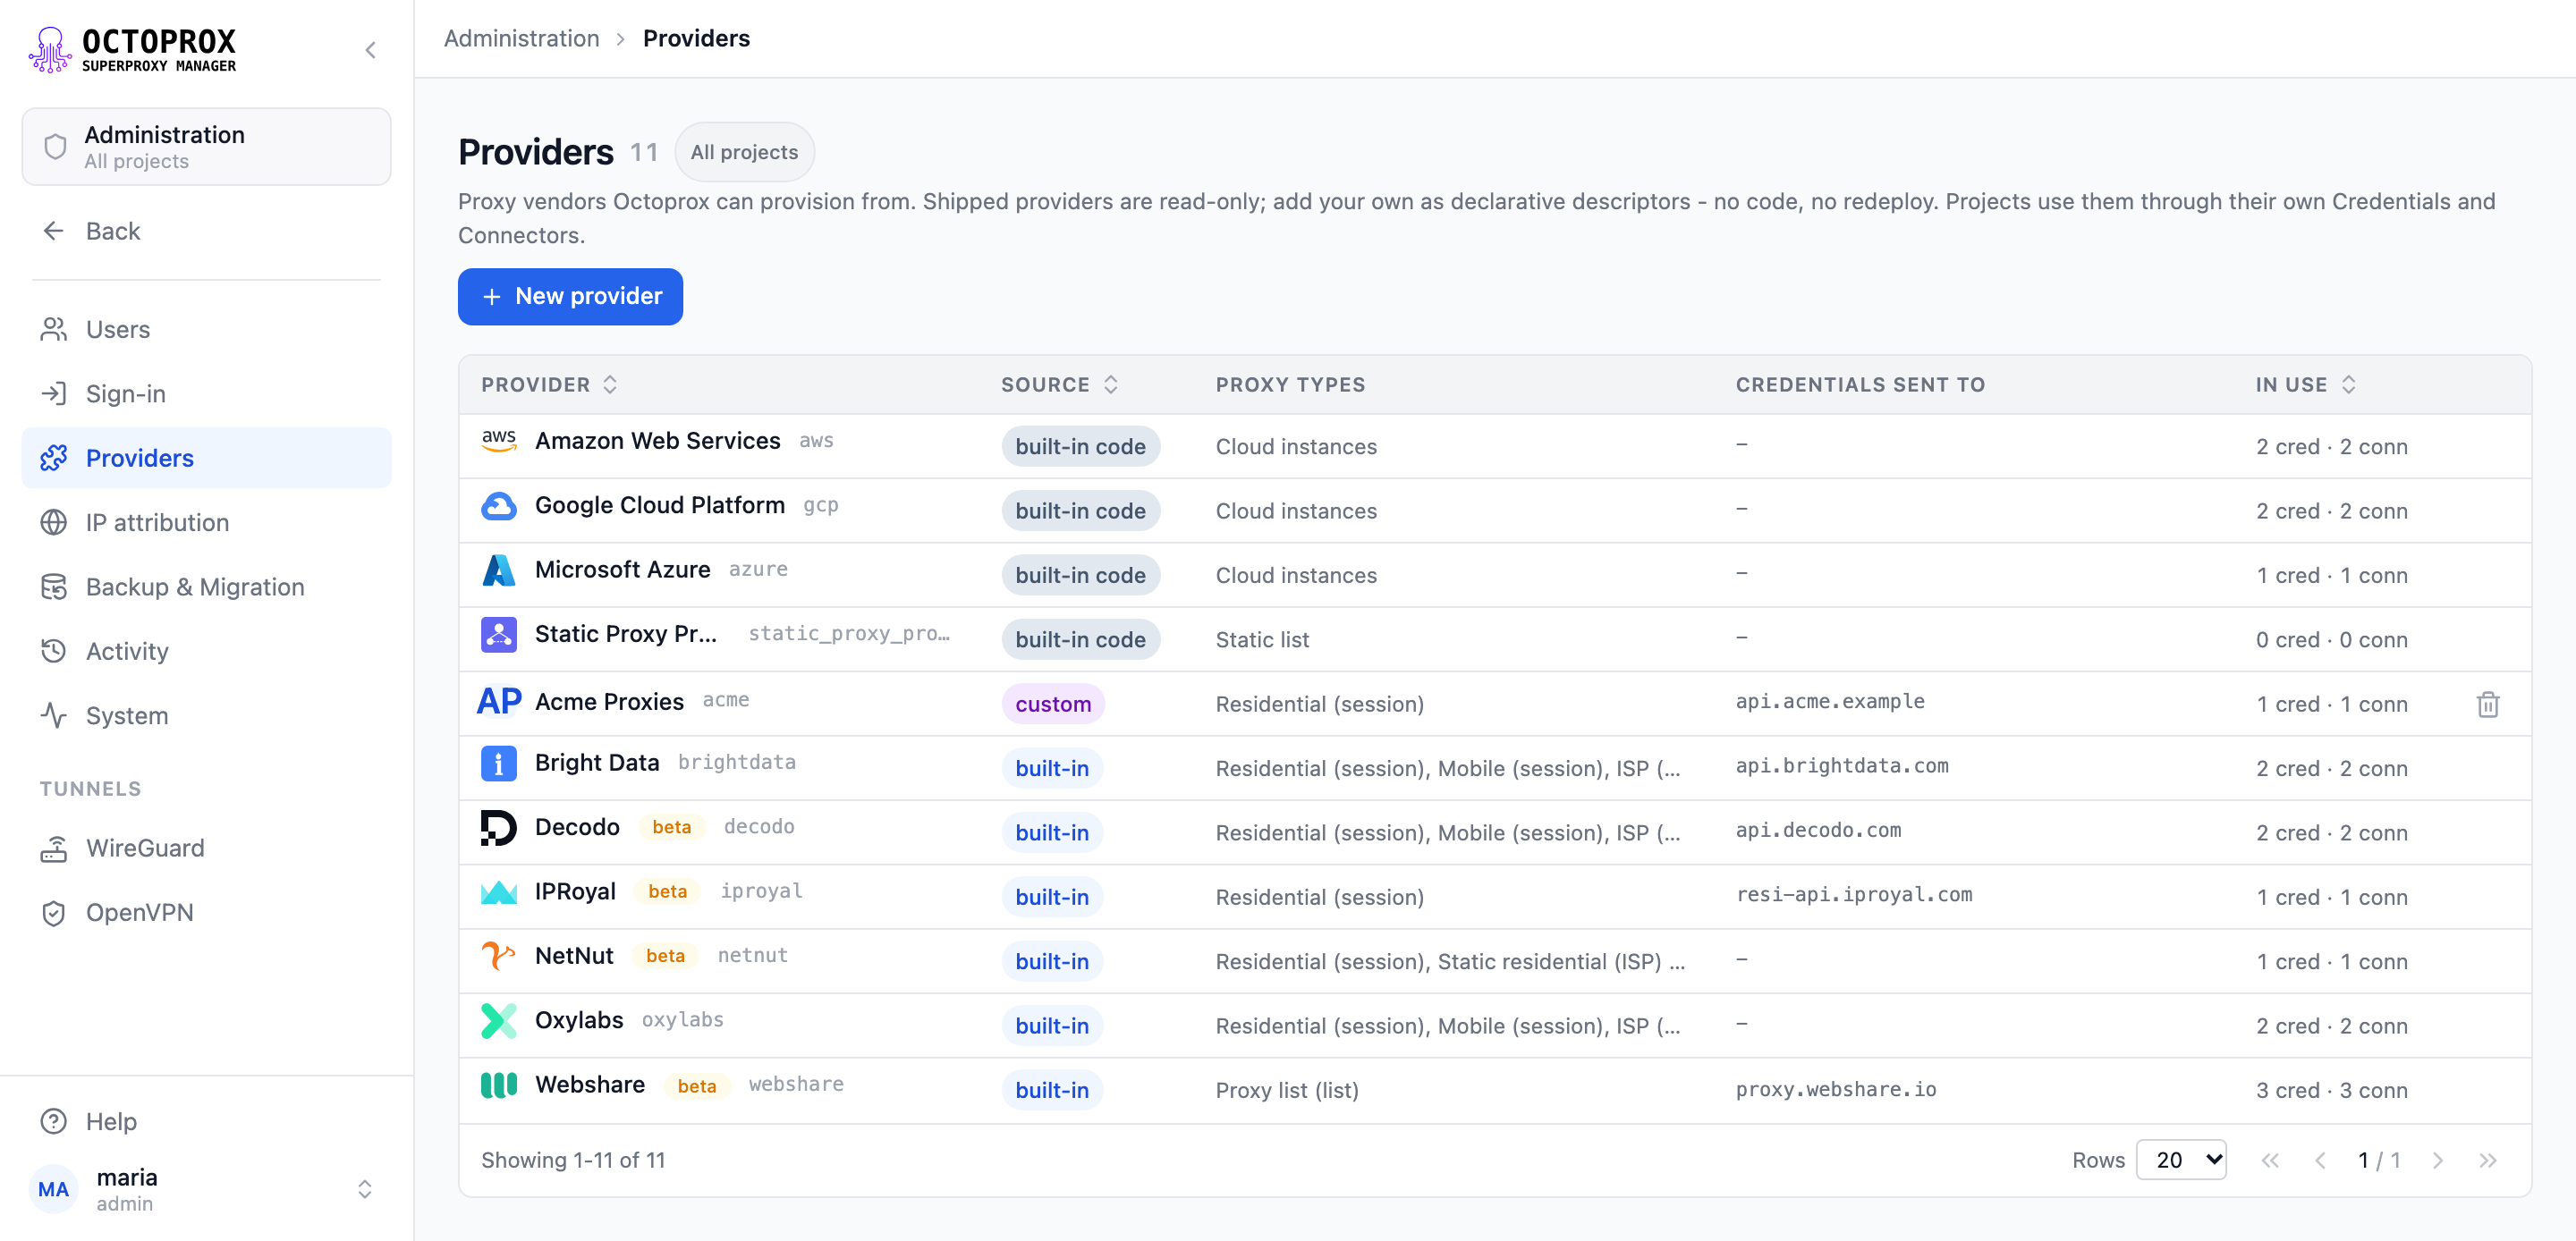 OCTOPROX
SUPERPROXY MANAGER
Administration
All projects
Back
Users
Sign-in
Providers
IP attribution
Backup & Migration
Activity
System
TUNNELS
WireGuard
OpenVPN
Help
MA
maria
admin
Administration > Providers
Providers 11 All projects
Proxy vendors Octoprox can provision from. Shipped providers are read-only; add your own as declarative descriptors - no code, no redeploy. Projects use them through their own Credentials and
Connectors.
+ New provider
PROVIDER SOURCE PROXY TYPES CREDENTIALS SENT TO IN USE
aws Amazon Web Services aws built-in code Cloud instances – 2 cred · 2 conn
Google Cloud Platform gcp built-in code Cloud instances – 2 cred · 2 conn
Microsoft Azure azure built-in code Cloud instances – 1 cred · 1 conn
Static Proxy Pr... static_proxy_pro… built-in code Static list – 0 cred · 0 conn
AP Acme Proxies acme custom Residential (session) api.acme.example 1 cred · 1 conn
i Bright Data brightdata built-in Residential (session), Mobile (session), ISP (... api.brightdata.com 2 cred · 2 conn
Decodo beta decodo built-in Residential (session), Mobile (session), ISP (... api.decodo.com 2 cred · 2 conn
IPRoyal beta iproyal built-in Residential (session) resi-api.iproyal.com 1 cred · 1 conn
NetNut beta netnut built-in Residential (session), Static residential (ISP) ... – 1 cred · 1 conn
Oxylabs oxylabs built-in Residential (session), Mobile (session), ISP (... – 2 cred · 2 conn
Webshare beta webshare built-in Proxy list (list) proxy.webshare.io 3 cred · 3 conn
Showing 1-11 of 11 Rows 20 « ‹ 1 / 1 › »